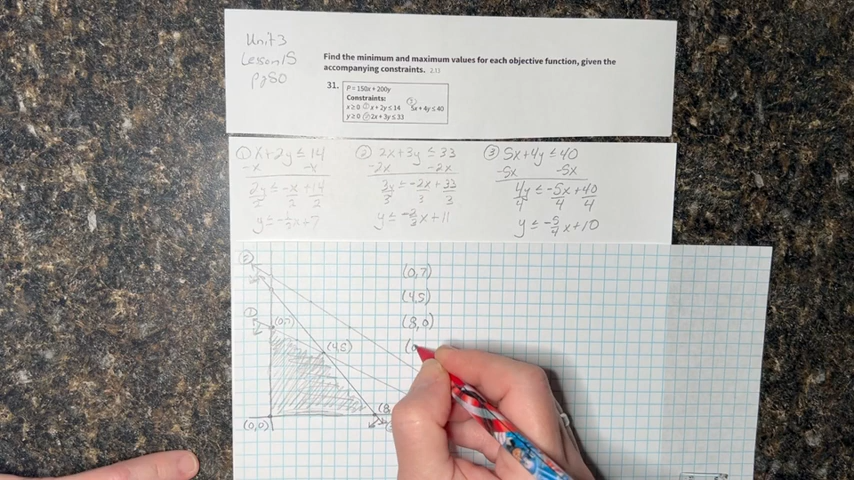 Unit 3
Lesson 15
pg 50
Find the minimum and maximum values for each objective function, given the
accompanying constraints. 2.13
31.
P = 150x + 200y
Constraints:
x ≥ 0 ① x + 2y ≤ 14 ③ 5x + 4y ≤ 40
y ≥ 0 ② 2x + 3y ≤ 33
① x+2y ≤ 14
-x -x
2y ≤ -x + 14
2 2 2
y ≤ -1/2x+7
② 2x+3y ≤ 33
-2x -2x
3y ≤ -2x + 33
3 3 3
y ≤ -2/3x+11
③ 5x+4y ≤ 40
-5x -5x
4y ≤ -5x + 40
4 4 4
y ≤ -5/4x+10
②
①
(0,7)
(4,5)
(8,
(0,0)
(0,7)
(4,5)
(8,0)
(0